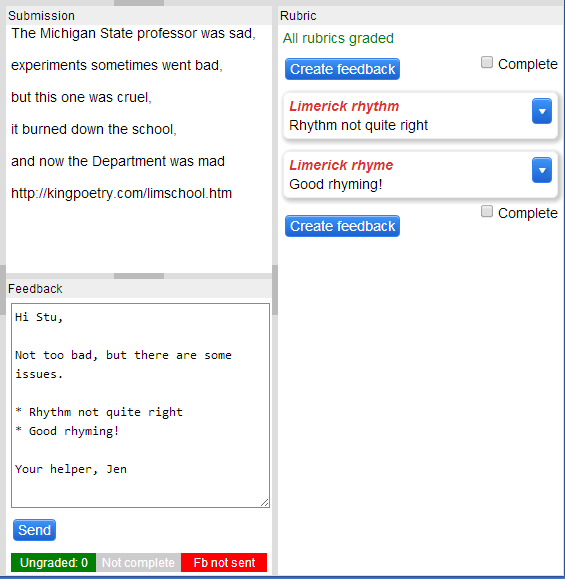 Submission
The Michigan State professor was sad,
experiments sometimes went bad,
but this one was cruel,
it burned down the school,
and now the Department was mad
http://kingpoetry.com/limschool.htm
Feedback
Hi Stu,
Not too bad, but there are some
issues.
* Rhythm not quite right
* Good rhyming!
Your helper, Jen
Send
Ungraded: 0 Not complete Fb not sent
Rubric
All rubrics graded
Create feedback Complete
Limerick rhythm
Rhythm not quite right
Limerick rhyme
Good rhyming!
Complete
Create feedback